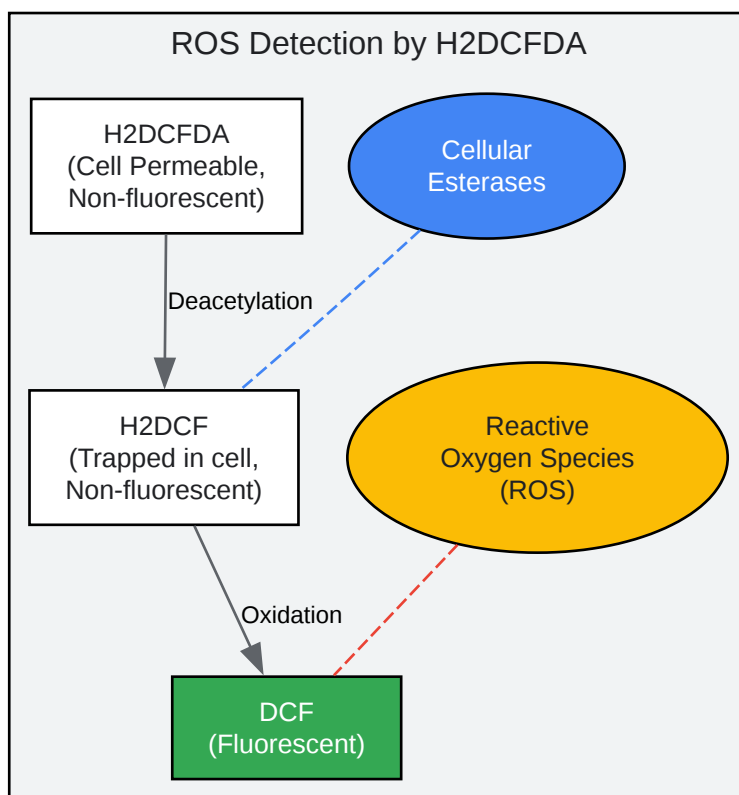 ROS Detection by H2DCFDA
H2DCFDA
(Cell Permeable,
Non-fluorescent)
Cellular
Esterases
Deacetylation
H2DCF
(Trapped in cell,
Non-fluorescent)
Reactive
Oxygen Species
(ROS)
Oxidation
DCF
(Fluorescent)